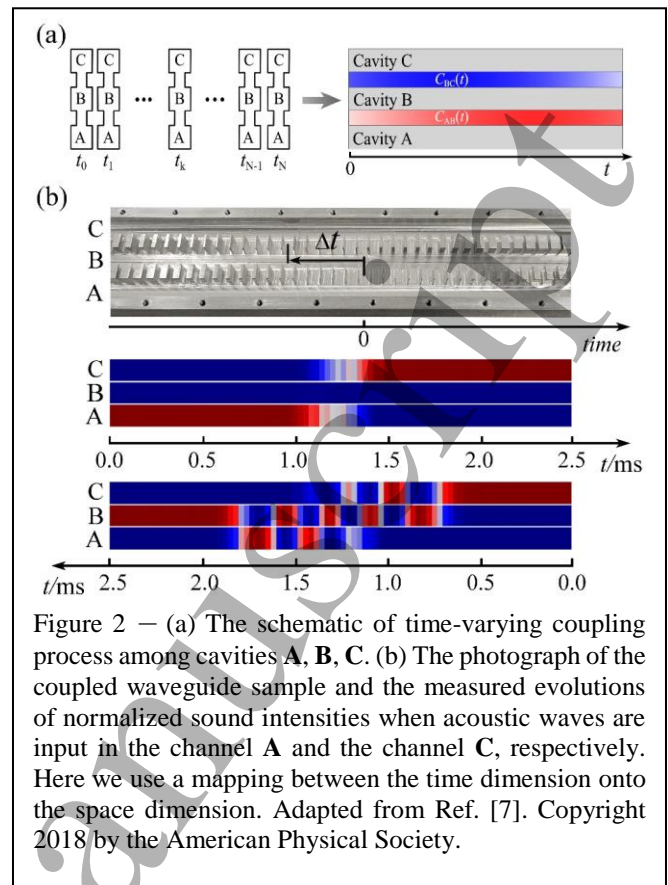 (a)
C C C C C
B B ... B ... B B
A A A A A
t0 t1 tk tN-1 tN
Cavity C
CBC(t)
Cavity B
CAB(t)
Cavity A
0 t
(b)
C
B
A
Δt
0 time
C
B
A
0.0 0.5 1.0 1.5 2.0 2.5
t/ms
C
B
A
t/ms 2.5 2.0 1.5 1.0 0.5 0.0
Figure 2 – (a) The schematic of time-varying coupling
process among cavities A, B, C. (b) The photograph of the
coupled waveguide sample and the measured evolutions
of normalized sound intensities when acoustic waves are
input in the channel A and the channel C, respectively.
Here we use a mapping between the time dimension onto
the space dimension. Adapted from Ref. [7]. Copyright
2018 by the American Physical Society.
anuscript